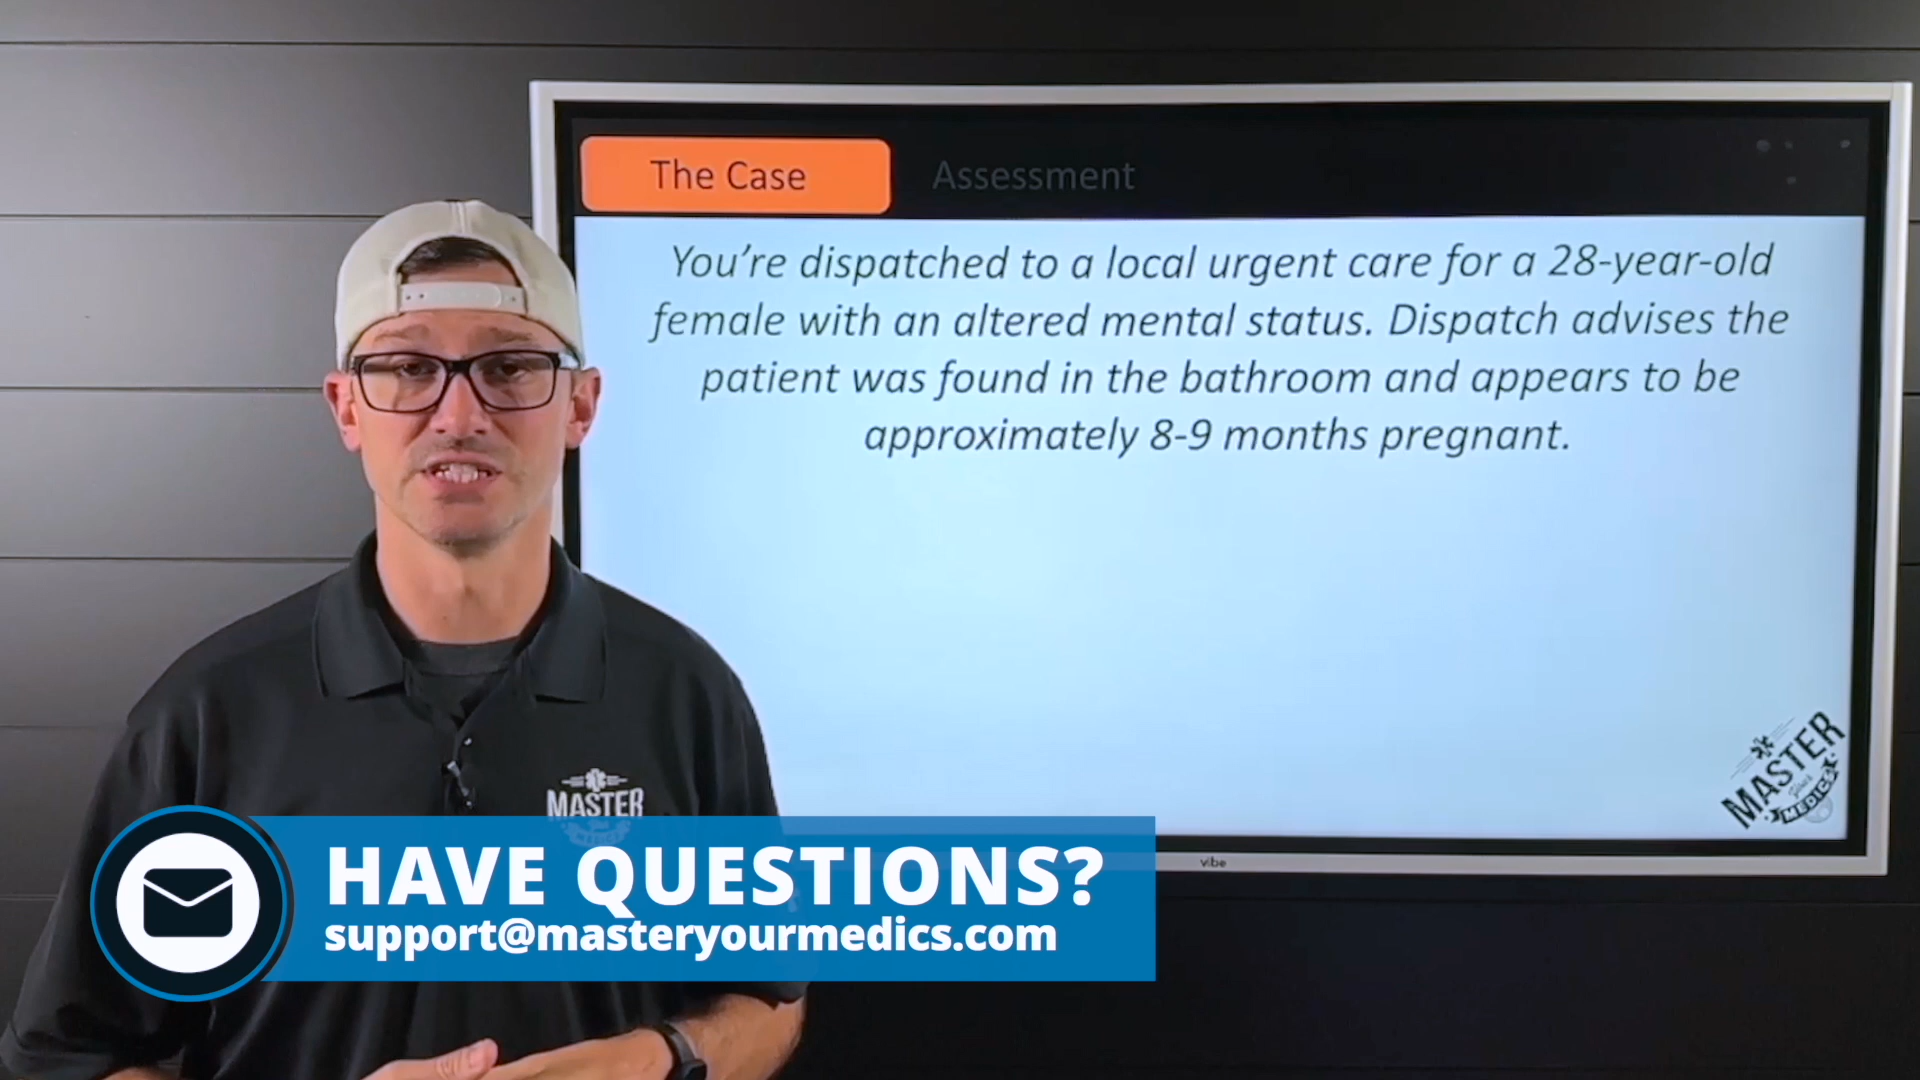 The Case
Assessment
You're dispatched to a local urgent care for a 28-year-old
female with an altered mental status. Dispatch advises the
patient was found in the bathroom and appears to be
approximately 8-9 months pregnant.
MASTER
Your
MEDICS
vibe
MASTER
HAVE QUESTIONS?
support@masteryourmedics.com